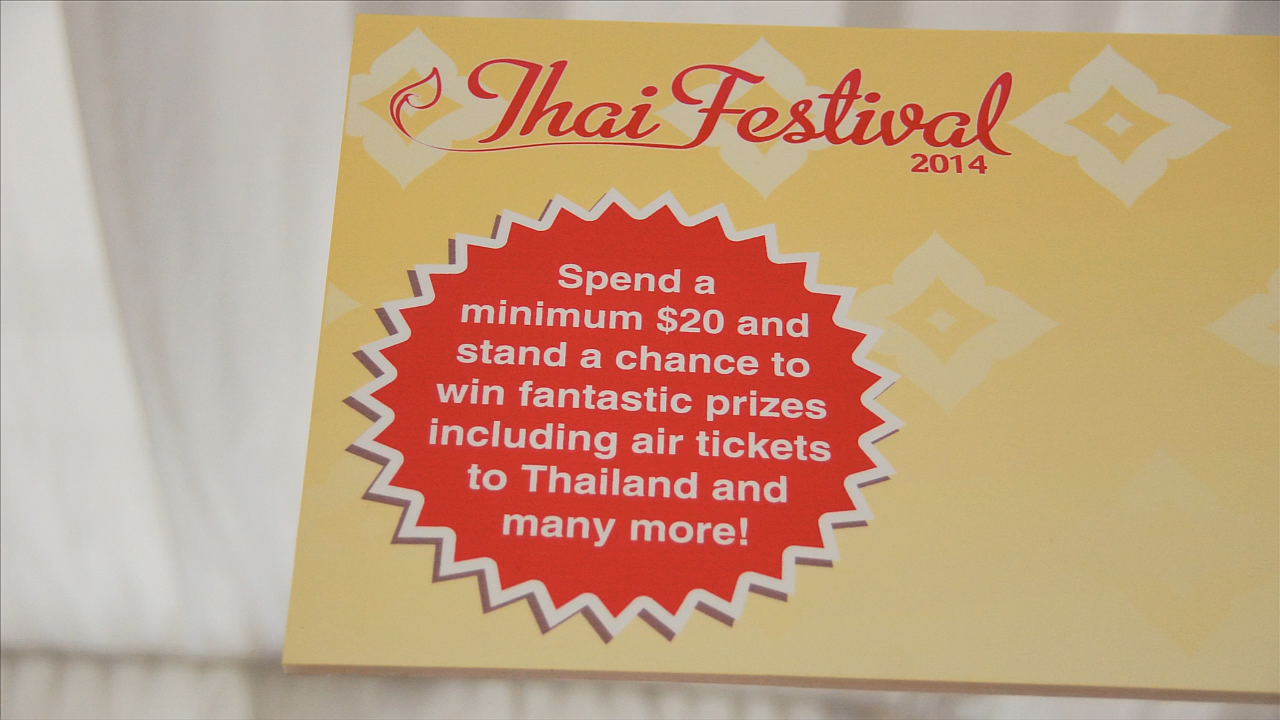 Thai Festival
2014
Spend a
minimum $20 and
stand a chance to
win fantastic prizes
including air tickets
to Thailand and
many more!